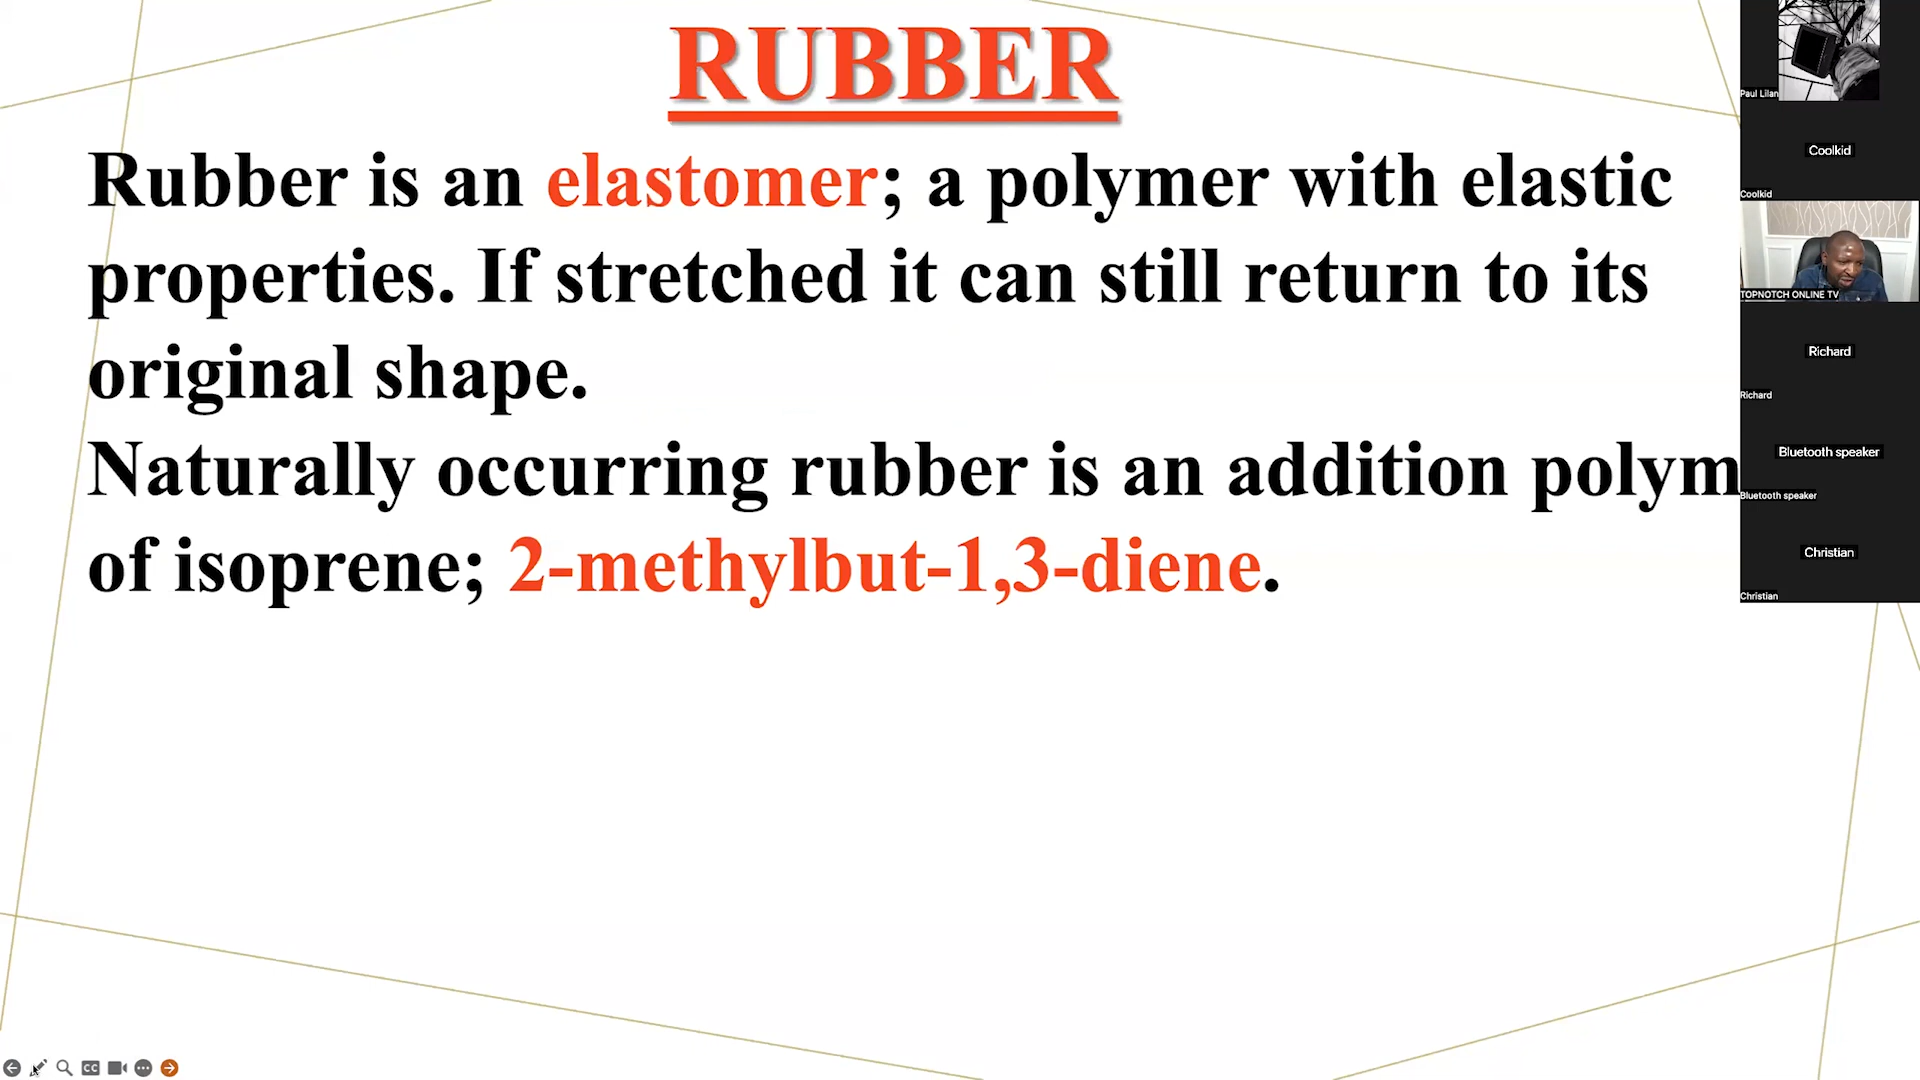 RUBBER
Rubber is an elastomer; a polymer with elastic
properties. If stretched it can still return to its
original shape.
Naturally occurring rubber is an addition polym
of isoprene; 2-methylbut-1,3-diene.
Paul Lilan
Coolkid
Coolkid
TOPNOTCH ONLINE TV
Richard
Richard
Bluetooth speaker
Bluetooth speaker
Christian
Christian
CC